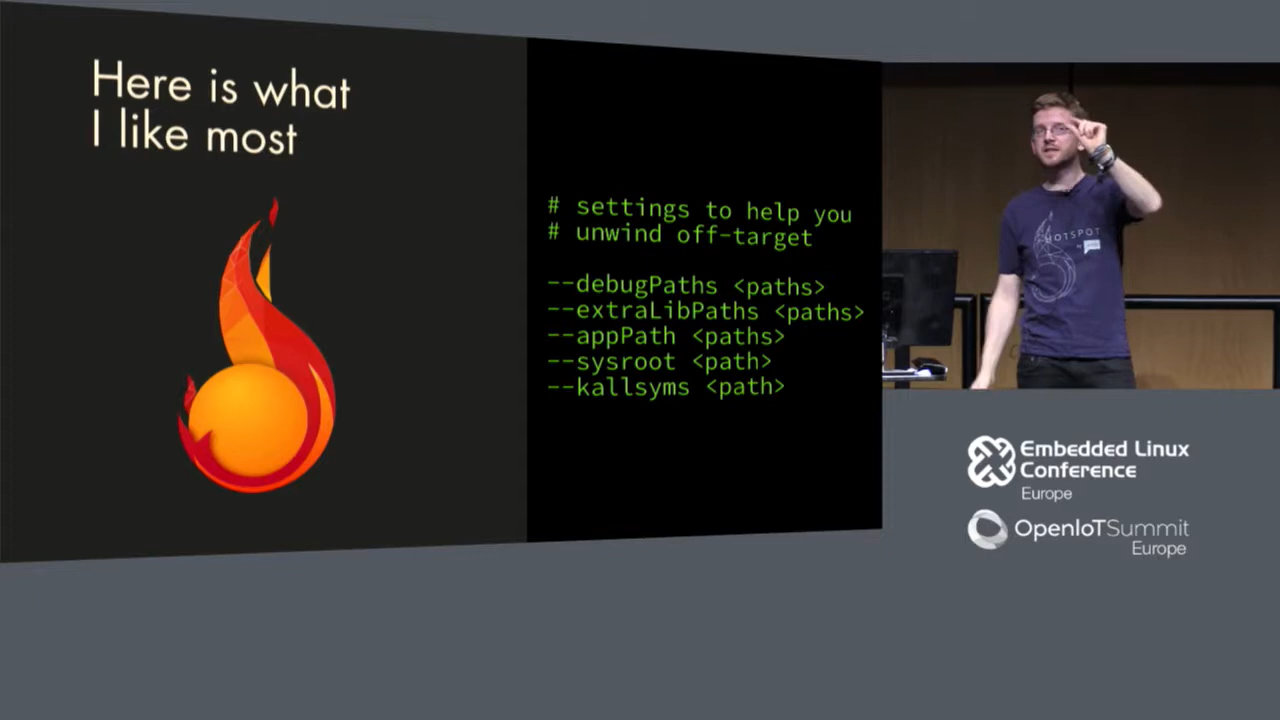 Here is what
I like most
# settings to help you
# unwind off-target
--debugPaths <paths>
--extraLibPaths <paths>
--appPath <paths>
--sysroot <path>
--kallsyms <path>
HOTSPOT
Embedded Linux
Conference
Europe
OpenIoTSummit
Europe